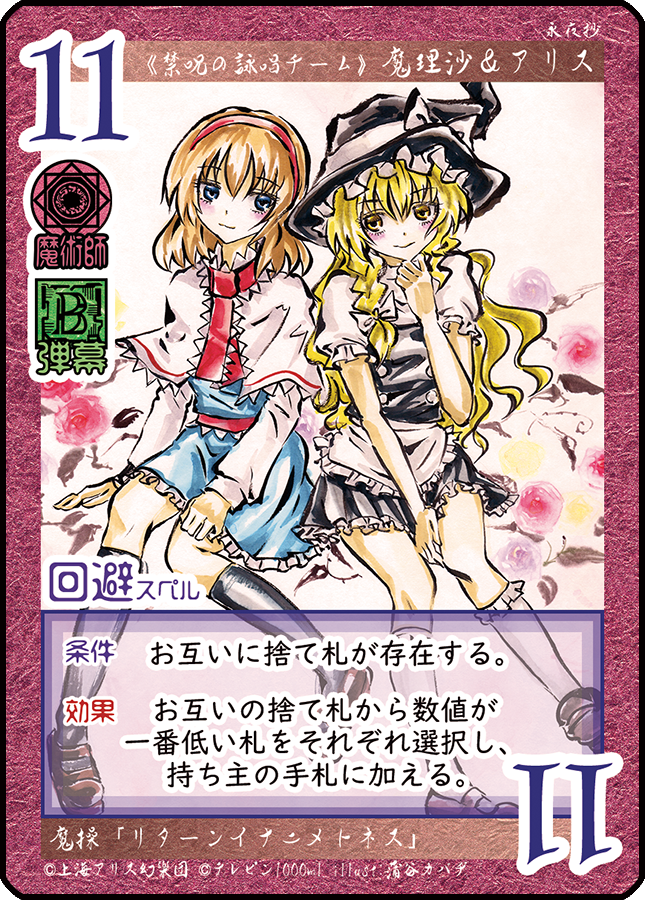 永夜抄
11
《禁呪の詠唱チーム》魔理沙&アリス
魔術師
B
弾幕
回避スペル
条件 お互いに捨て札が存在する。
効果 お互いの捨て札から数値が
一番低い札をそれぞれ選択し、
持ち主の手札に加える。
11
魔操「リターンイナニメトネス」
©上海アリス幻樂団 ©テレピン1000ml illust:蒲谷カバヂ